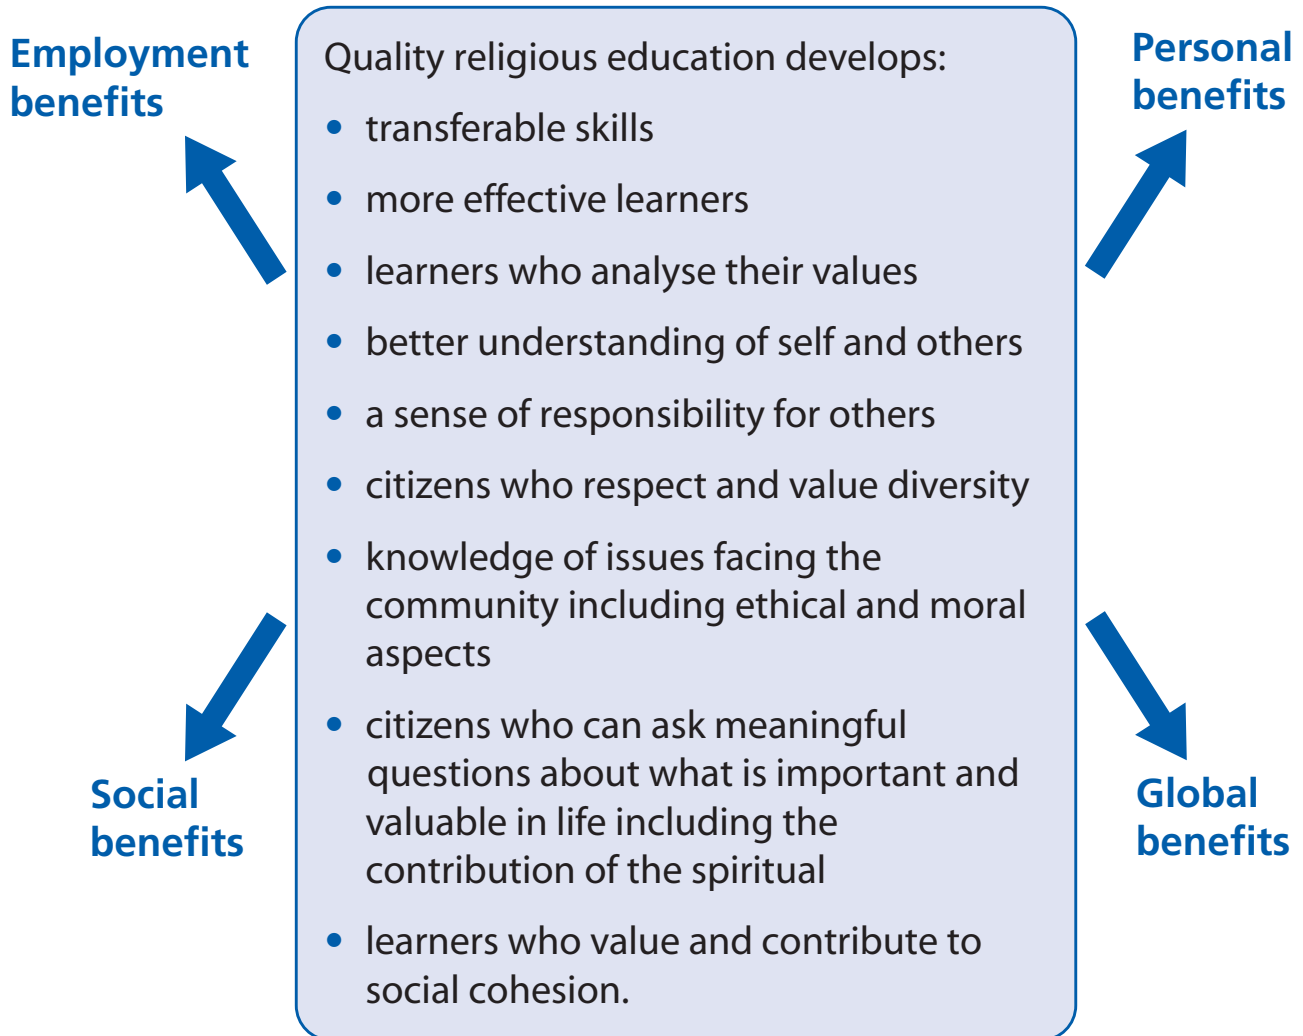 Employment
benefits
Personal
benefits
Quality religious education develops:
• transferable skills
• more effective learners
• learners who analyse their values
• better understanding of self and others
• a sense of responsibility for others
• citizens who respect and value diversity
• knowledge of issues facing the
community including ethical and moral
aspects
• citizens who can ask meaningful
questions about what is important and
valuable in life including the
contribution of the spiritual
• learners who value and contribute to
social cohesion.
Social
benefits
Global
benefits